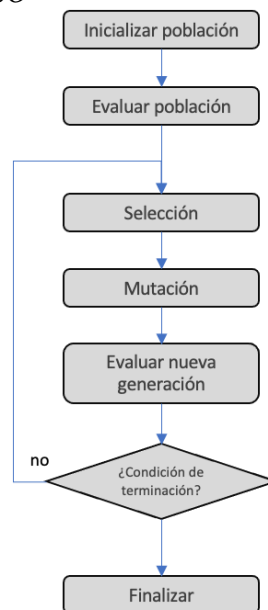 Inicializar población
Evaluar población
Selección
Mutación
Evaluar nueva
generación
no
¿Condición de
terminación?
Finalizar